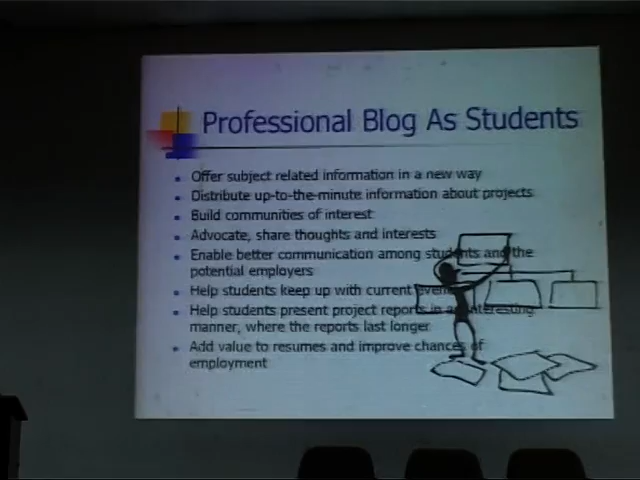 Professional Blog As Students
Offer subject related information in a new way
Distribute up-to-the-minute information about projects
Build communities of interest
Advocate, share thoughts and interests
Enable better communication among students and the
potential employers
Help students keep up with current events
Help students present project reports in an interesting
manner, where the reports last longer
Add value to resumes and improve chances of
employment